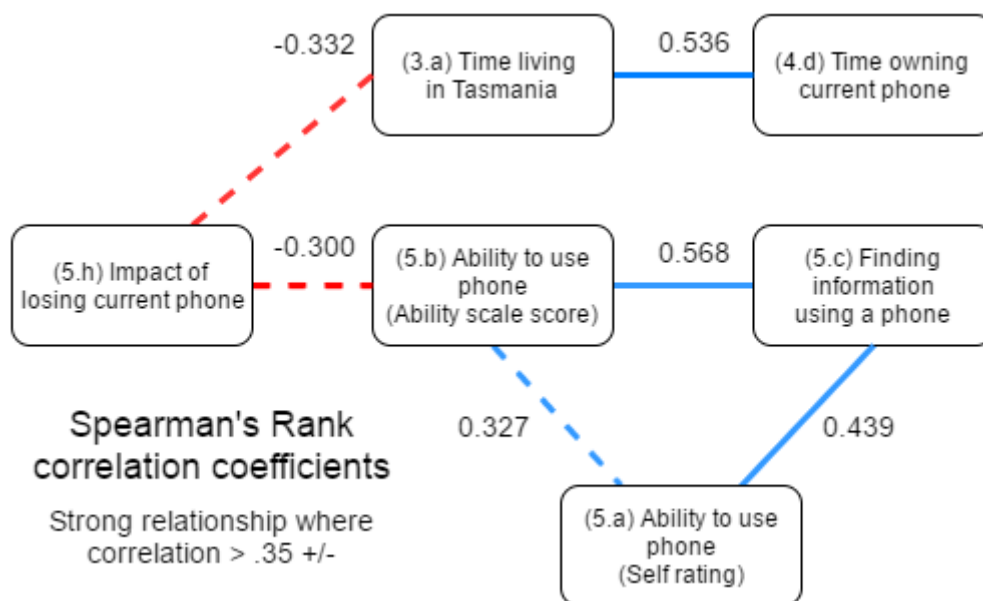 -0.332
(3.a) Time living
in Tasmania
0.536
(4.d) Time owning
current phone
(5.h) Impact of
losing current phone
-0.300
(5.b) Ability to use
phone
(Ability scale score)
0.568
(5.c) Finding
information
using a phone
Spearman's Rank
correlation coefficients
Strong relationship where
correlation > .35 +/-
0.327
0.439
(5.a) Ability to use
phone
(Self rating)